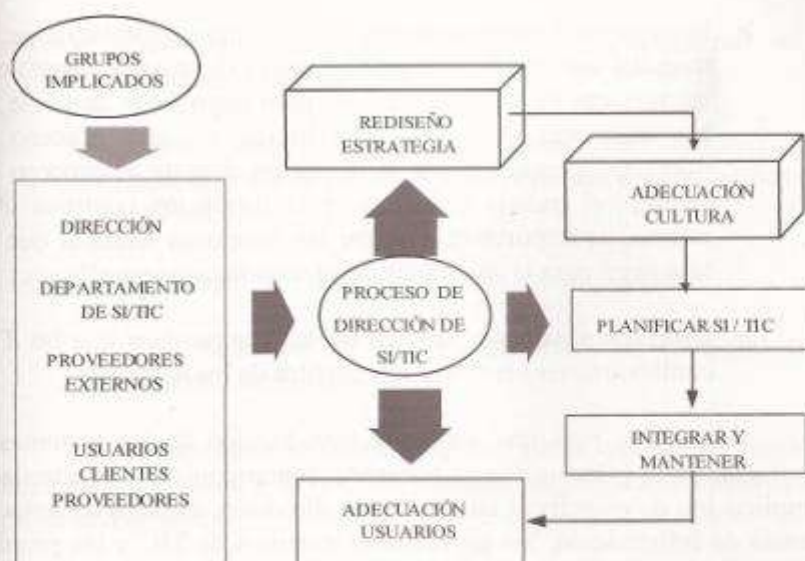 GRUPOS
IMPLICADOS
DIRECCIÓN
DEPARTAMENTO
DE SI/TIC
PROVEEDORES
EXTERNOS
USUARIOS
CLIENTES
PROVEEDORES
REDISEÑO
ESTRATEGIA
PROCESO DE
DIRECCIÓN DE
SI/TIC
ADECUACIÓN
CULTURA
PLANIFICAR SI / TIC
INTEGRAR Y
MANTENER
ADECUACIÓN
USUARIOS